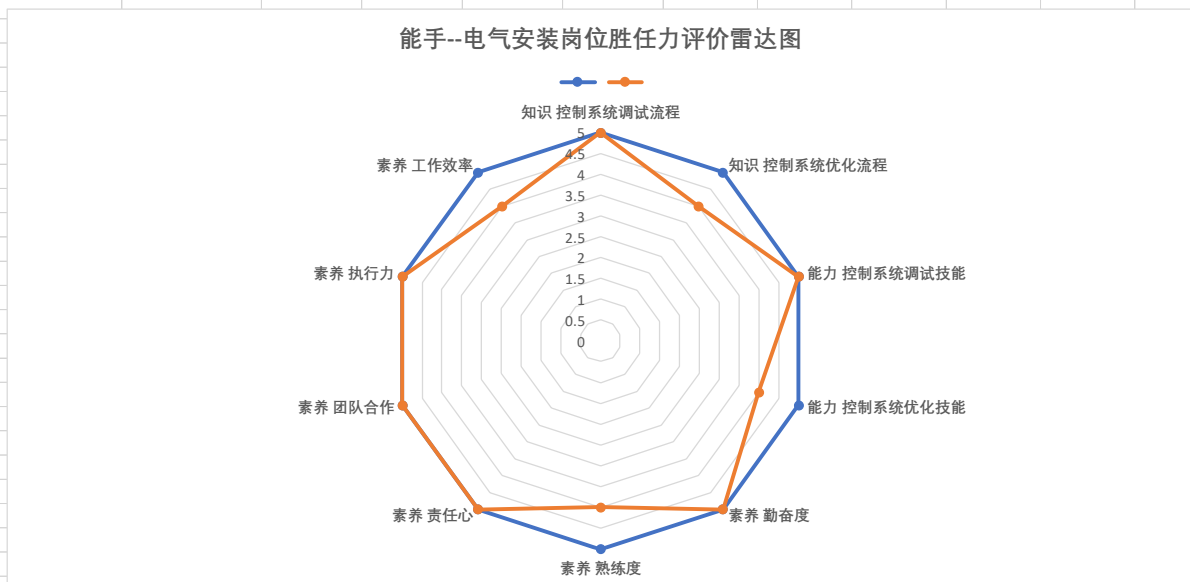 能手--电气安装岗位胜任力评价雷达图
知识 控制系统调试流程
5
4.5
4
3.5
3
2.5
2
1.5
1
0.5
0
知识 控制系统优化流程
能力 控制系统调试技能
能力 控制系统优化技能
素养 勤奋度
素养 熟练度
素养 责任心
素养 团队合作
素养 执行力
素养 工作效率